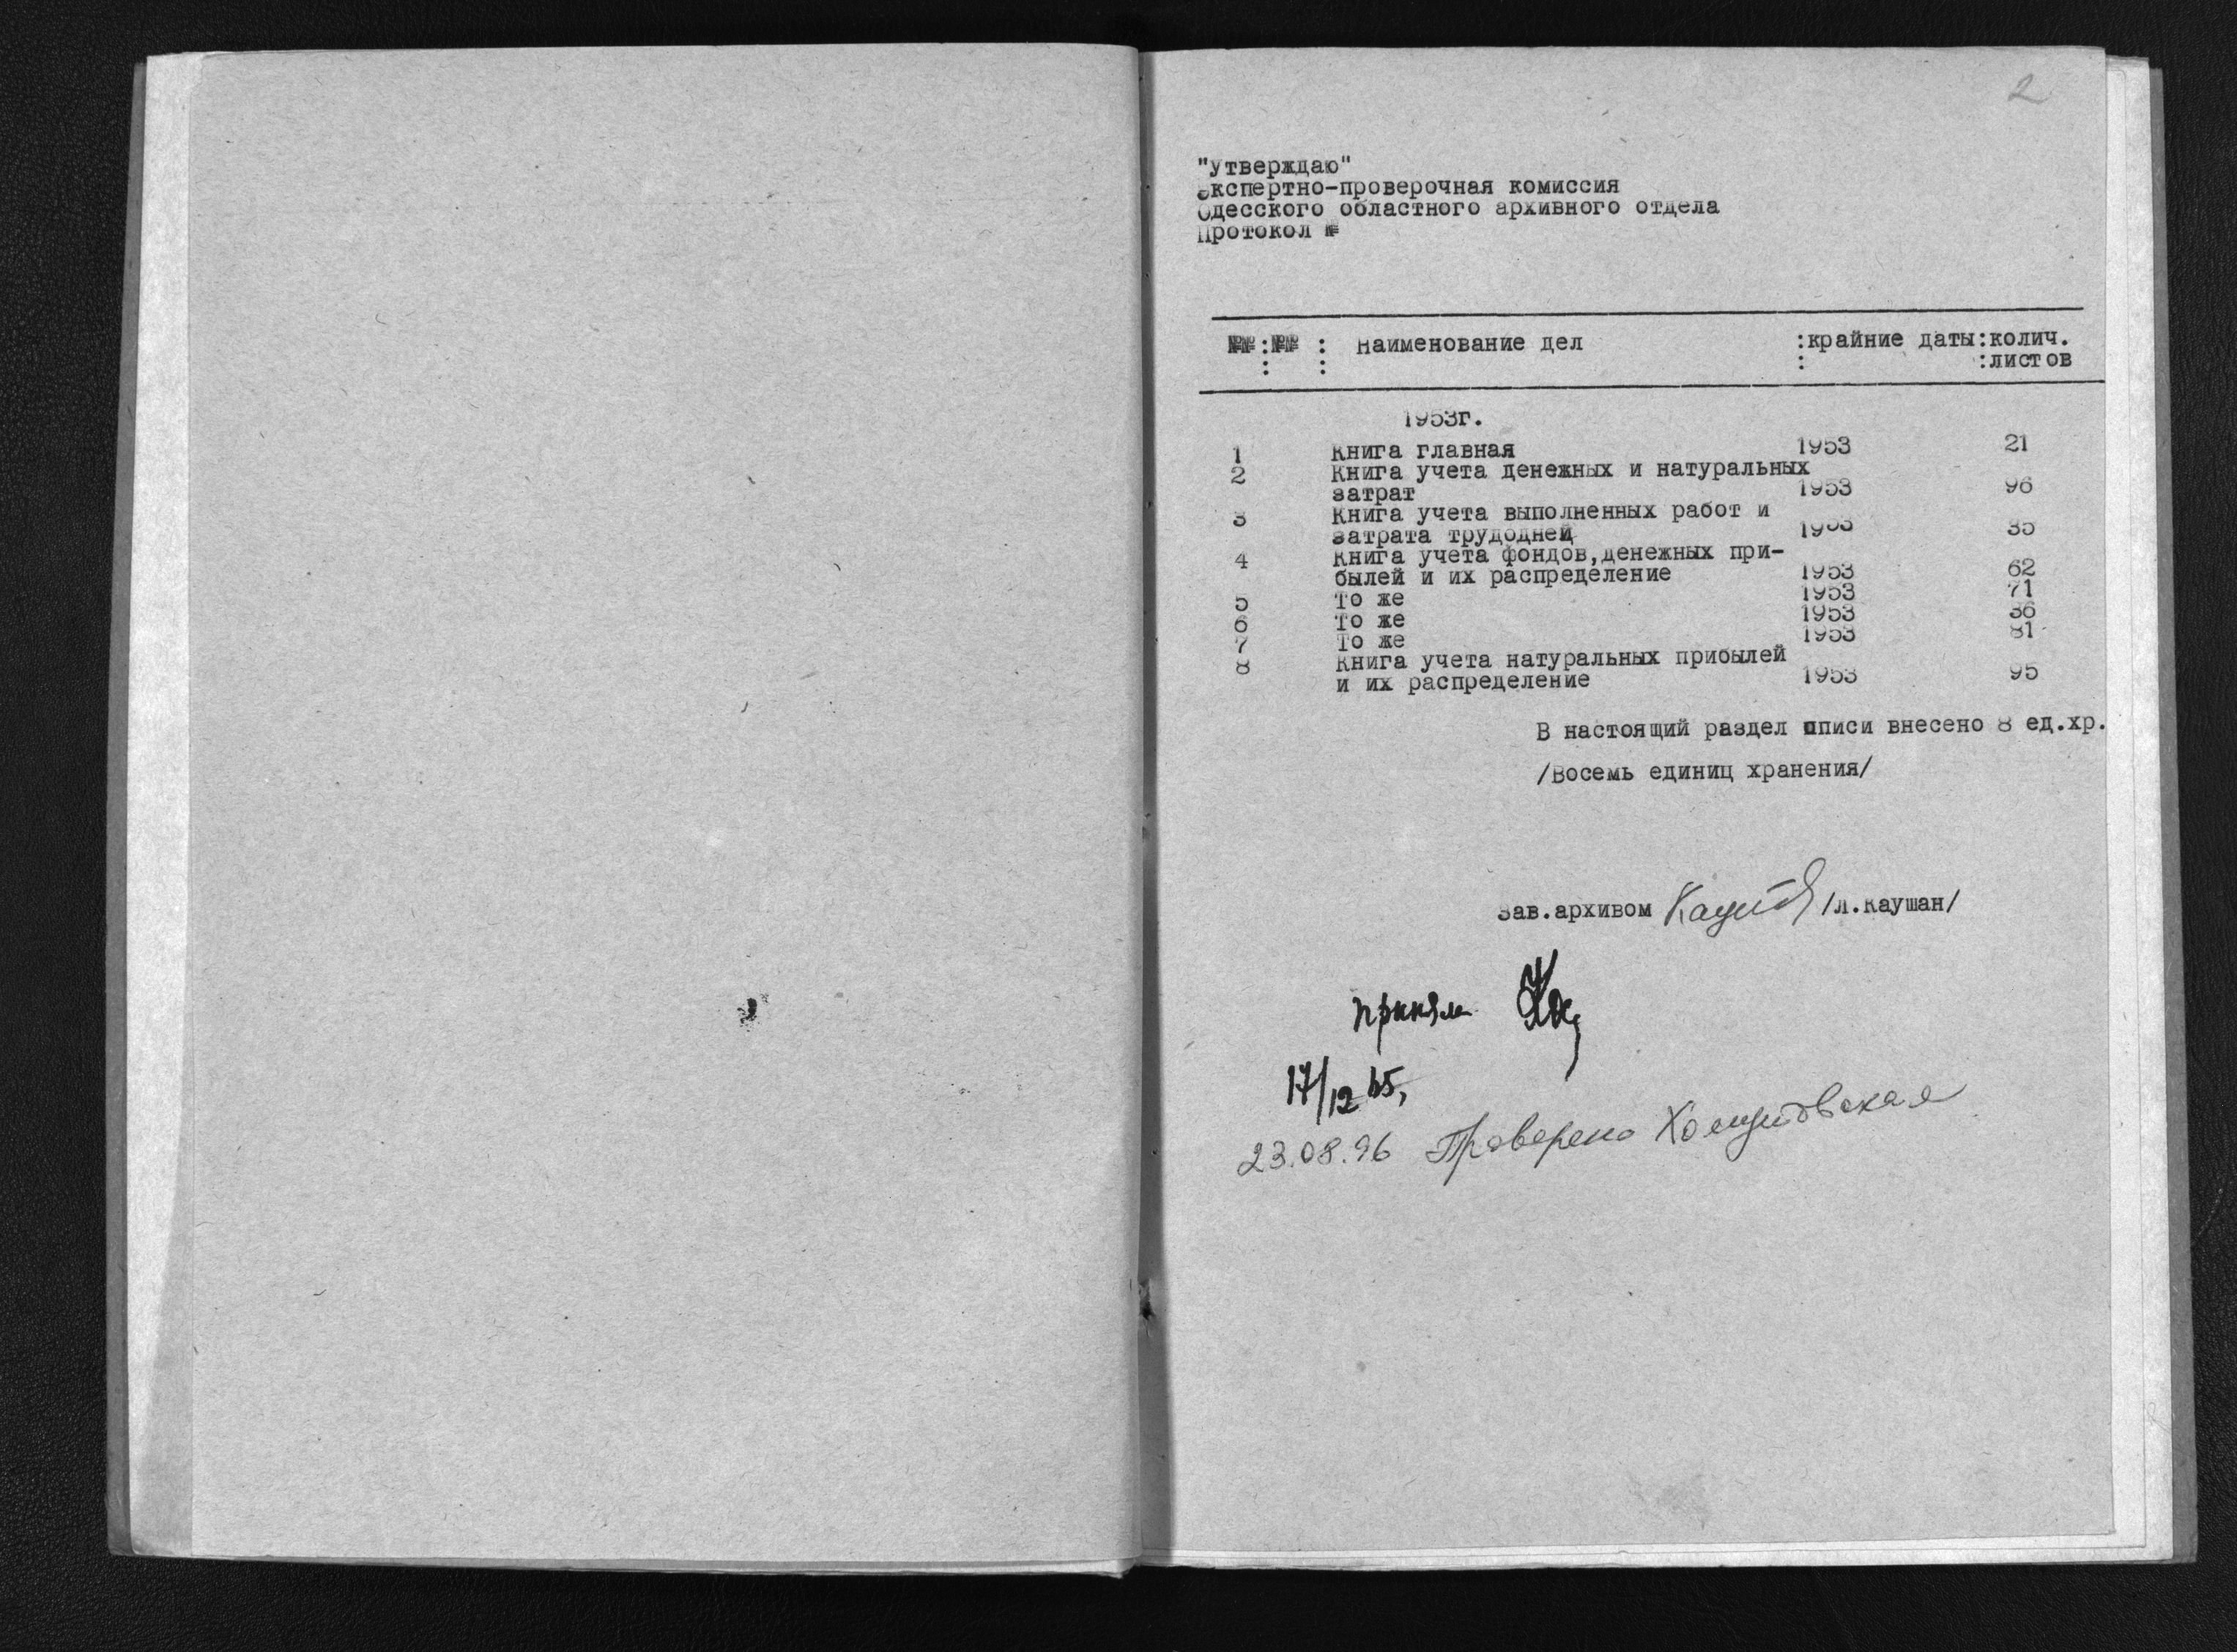 2
"Утверждаю"
Экспертно-проверочная комиссия
Одесского областного архивного отдела
Протокол №
№№ : №№ : Наименование дел :крайние даты:колич.
: : : :листов
1953г.
1 Книга главная 1953 21
2 Книга учета денежных и натуральных
затрат 1953 96
3 Книга учета выполненных работ и
затрата трудодней 1953 35
4 Книга учета фондов,денежных при-
былей и их распределение 1953 62
5 То же 1953 71
6 То же 1953 36
7 То же 1953 81
8 Книга учета натуральных прибылей
и их распределение 1953 95
В настоящий раздел описи внесено 8 ед.хр.
/Восемь единиц хранения/
Зав.архивом /Л.Каушан/
приняла
17/12 65,
23.08.96 Проверено